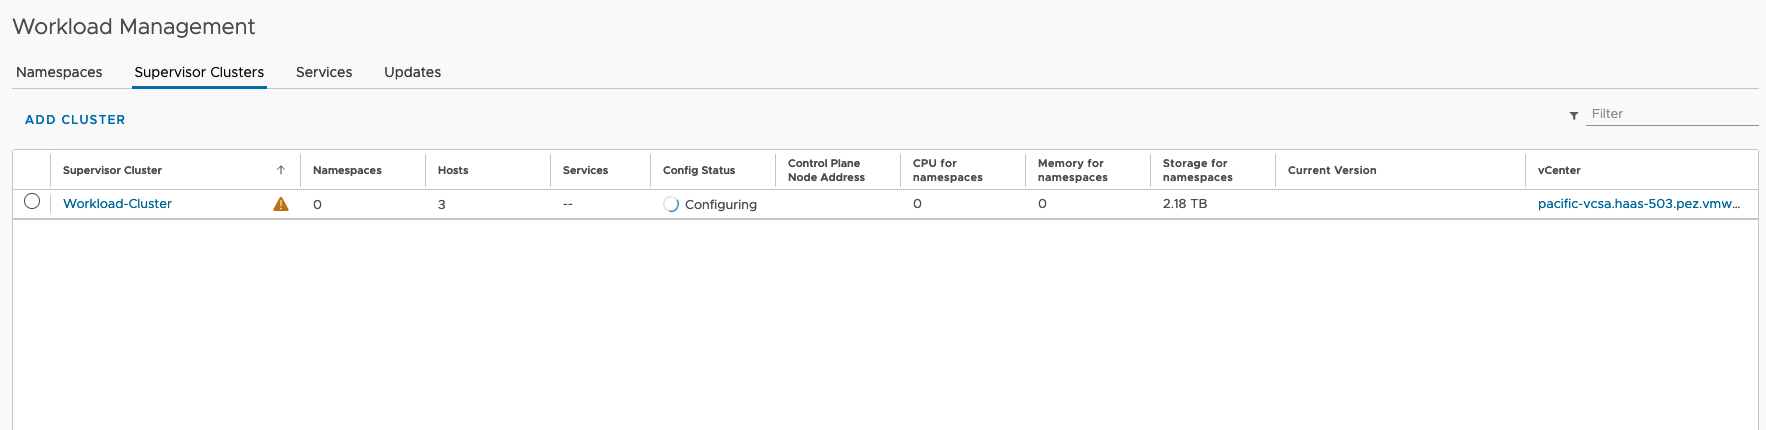 Workload Management
Namespaces Supervisor Clusters Services Updates
ADD CLUSTER
Filter
Supervisor Cluster Namespaces Hosts Services Config Status Control Plane Node Address CPU for namespaces Memory for namespaces Storage for namespaces Current Version vCenter
Workload-Cluster 0 3 -- Configuring 0 0 2.18 TB pacific-vcsa.haas-503.pez.vmw...